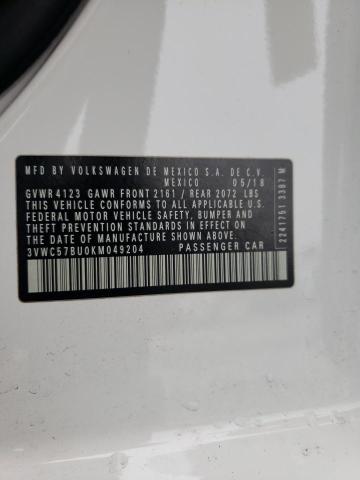 MFD BY VOLKSWAGEN DE MEXICO S.A. DE C.V.
MEXICO 05/18
GVWR 4123 GAWR FRONT 2161 / REAR 2072 LBS
THIS VEHICLE CONFORMS TO ALL APPLICABLE U.S.
FEDERAL MOTOR VEHICLE SAFETY, BUMPER AND
THEFT PREVENTION STANDARDS IN EFFECT ON
THE DATE OF MANUFACTURE SHOWN ABOVE
3VWC57BU0KM049204 PASSENGER CAR
2241751 3387 M